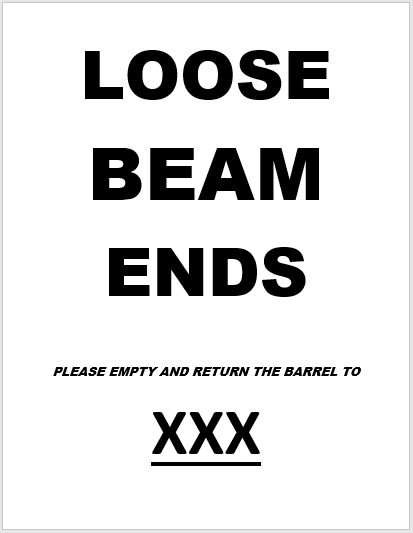 LOOSE
BEAM
ENDS
PLEASE EMPTY AND RETURN THE BARREL TO
XXX